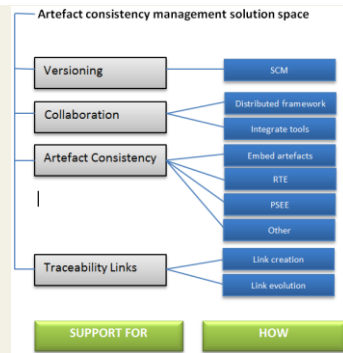 Artefact consistency management solution space
Versioning
SCM
Collaboration
Distributed framework
Integrate tools
Artefact Consistency
Embed artefacts
RTE
PSEE
Other
Traceability Links
Link creation
Link evolution
SUPPORT FOR
HOW